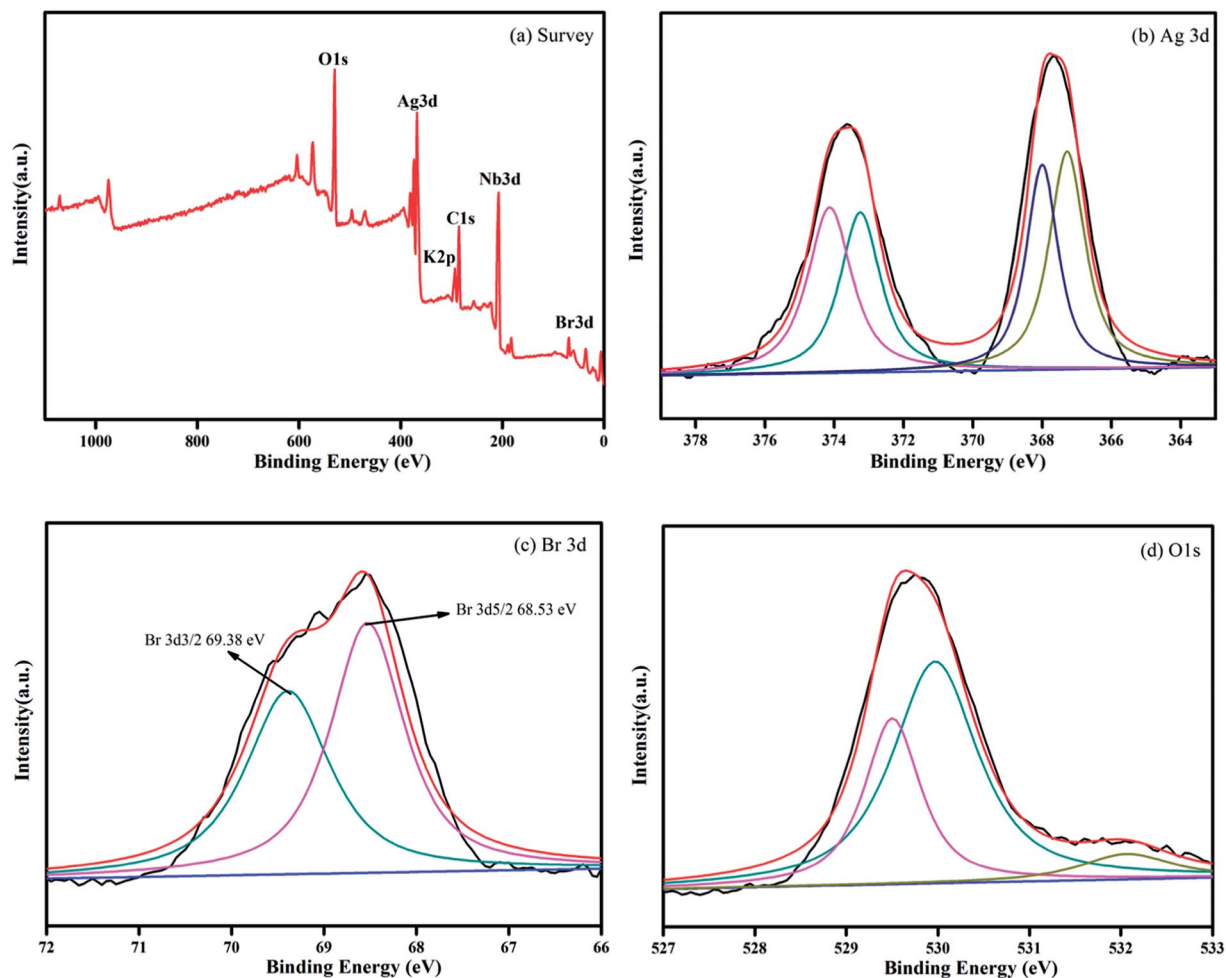 (a) Survey
O1s
Ag3d
Nb3d
C1s
K2p
Br3d
Intensity(a.u.)
1000 800 600 400 200 0
Binding Energy (eV)
(b) Ag 3d
Intensity(a.u.)
378 376 374 372 370 368 366 364
Binding Energy (eV)
(c) Br 3d
Br 3d5/2 68.53 eV
Br 3d3/2 69.38 eV
Intensity(a.u.)
72 71 70 69 68 67 66
Binding Energy (eV)
(d) O1s
Intensity(a.u.)
527 528 529 530 531 532 533
Binding Energy (eV)